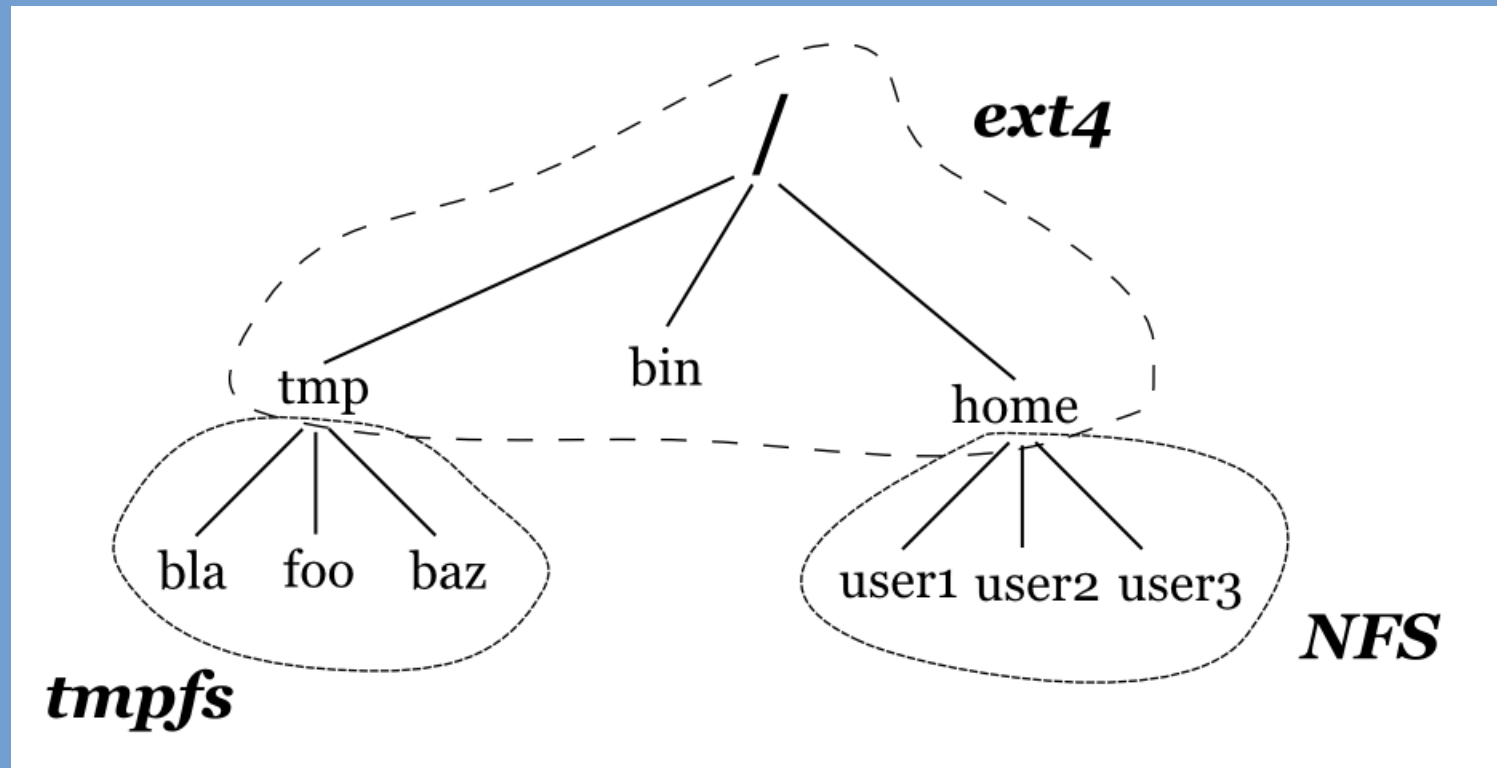 /
ext4
tmp
bin
home
bla foo baz
user1 user2 user3
NFS
tmpfs